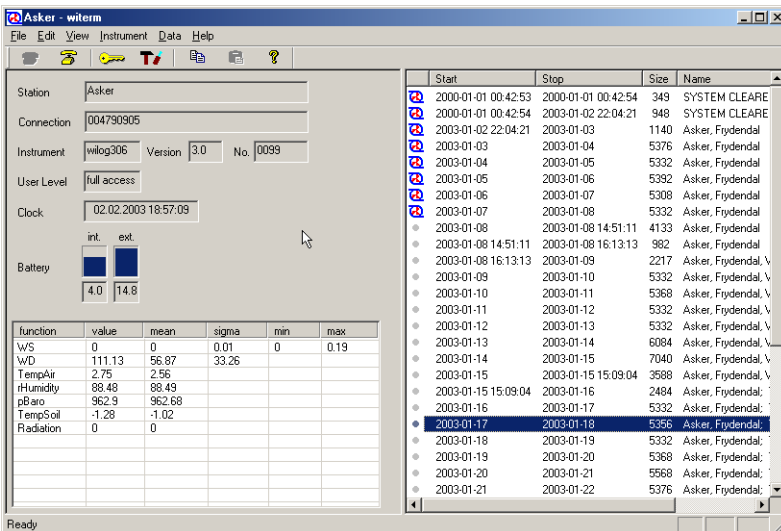 Asker - witerm
File Edit View Instrument Data Help
Station Asker
Connection 004790905
Instrument wilog306 Version 3.0 No. 0099
User Level full access
Clock 02.02.2003 18:57:09
int. ext.
Battery
4.0 14.8
function value mean sigma min max
WS 0 0 0.01 0 0.19
WD 111.13 56.87 33.26
TempAir 2.75 2.56
rHumidity 88.48 88.49
pBaro 962.9 962.68
TempSoil -1.28 -1.02
Radiation 0 0
Start Stop Size Name
2000-01-01 00:42:53 2000-01-01 00:42:54 349 SYSTEM CLEARE
2000-01-01 00:42:54 2003-01-02 22:04:21 948 SYSTEM CLEARE
2003-01-02 22:04:21 2003-01-03 1140 Asker, Frydendal
2003-01-03 2003-01-04 5376 Asker, Frydendal
2003-01-04 2003-01-05 5332 Asker, Frydendal
2003-01-05 2003-01-06 5392 Asker, Frydendal
2003-01-06 2003-01-07 5308 Asker, Frydendal
2003-01-07 2003-01-08 5332 Asker, Frydendal
2003-01-08 2003-01-08 14:51:11 4133 Asker, Frydendal
2003-01-08 14:51:11 2003-01-08 16:13:13 982 Asker, Frydendal
2003-01-08 16:13:13 2003-01-09 2217 Asker, Frydendal,
2003-01-09 2003-01-10 5332 Asker, Frydendal,
2003-01-10 2003-01-11 5368 Asker, Frydendal,
2003-01-11 2003-01-12 5332 Asker, Frydendal,
2003-01-12 2003-01-13 5332 Asker, Frydendal,
2003-01-13 2003-01-14 6084 Asker, Frydendal,
2003-01-14 2003-01-15 7040 Asker, Frydendal,
2003-01-15 2003-01-15 15:09:04 3588 Asker, Frydendal,
2003-01-15 15:09:04 2003-01-16 2484 Asker, Frydendal;
2003-01-16 2003-01-17 5332 Asker, Frydendal;
2003-01-17 2003-01-18 5356 Asker, Frydendal;
2003-01-18 2003-01-19 5332 Asker, Frydendal;
2003-01-19 2003-01-20 5368 Asker, Frydendal;
2003-01-20 2003-01-21 5568 Asker, Frydendal;
2003-01-21 2003-01-22 5376 Asker, Frydendal;
Ready